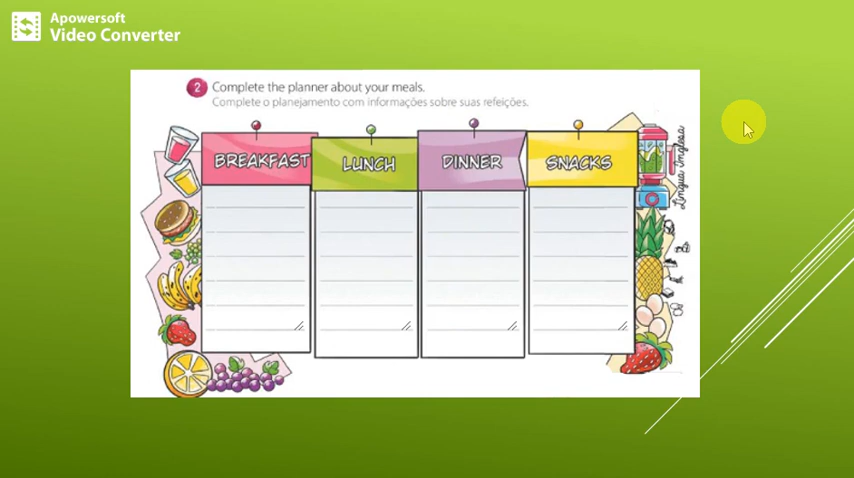 Apowersoft
Video Converter
2 Complete the planner about your meals.
Complete o planejamento com informações sobre suas refeições.
BREAKFAST
LUNCH
DINNER
SNACKS
Língua Inglesa